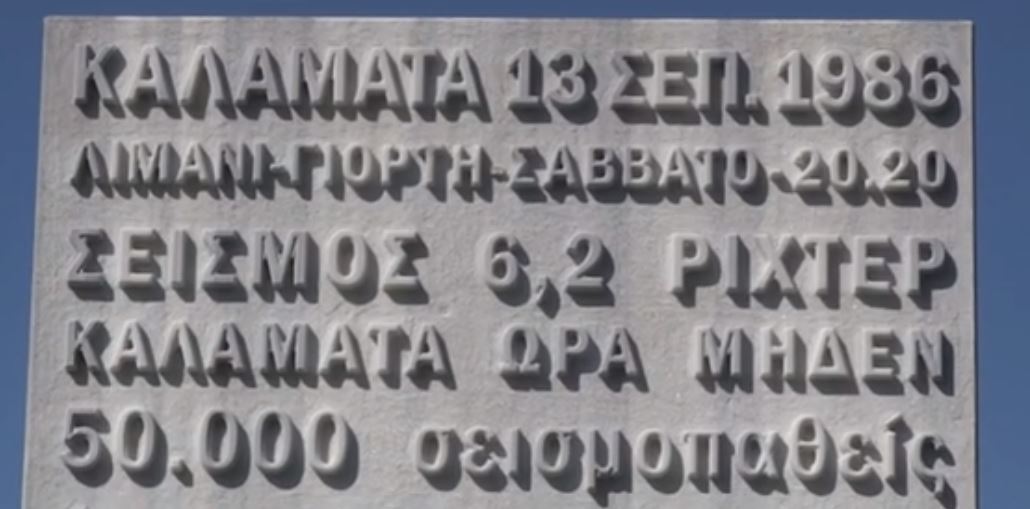 ΚΑΛΑΜΑΤΑ 13 ΣΕΠ. 1986
ΛΙΜΑΝΙ-ΓΙΟΡΤΗ-ΣΑΒΒΑΤΟ-20.20
ΣΕΙΣΜΟΣ 6,2 ΡΙΧΤΕΡ
ΚΑΛΑΜΑΤΑ ΩΡΑ ΜΗΔΕΝ
50.000 σεισμοπαθείς